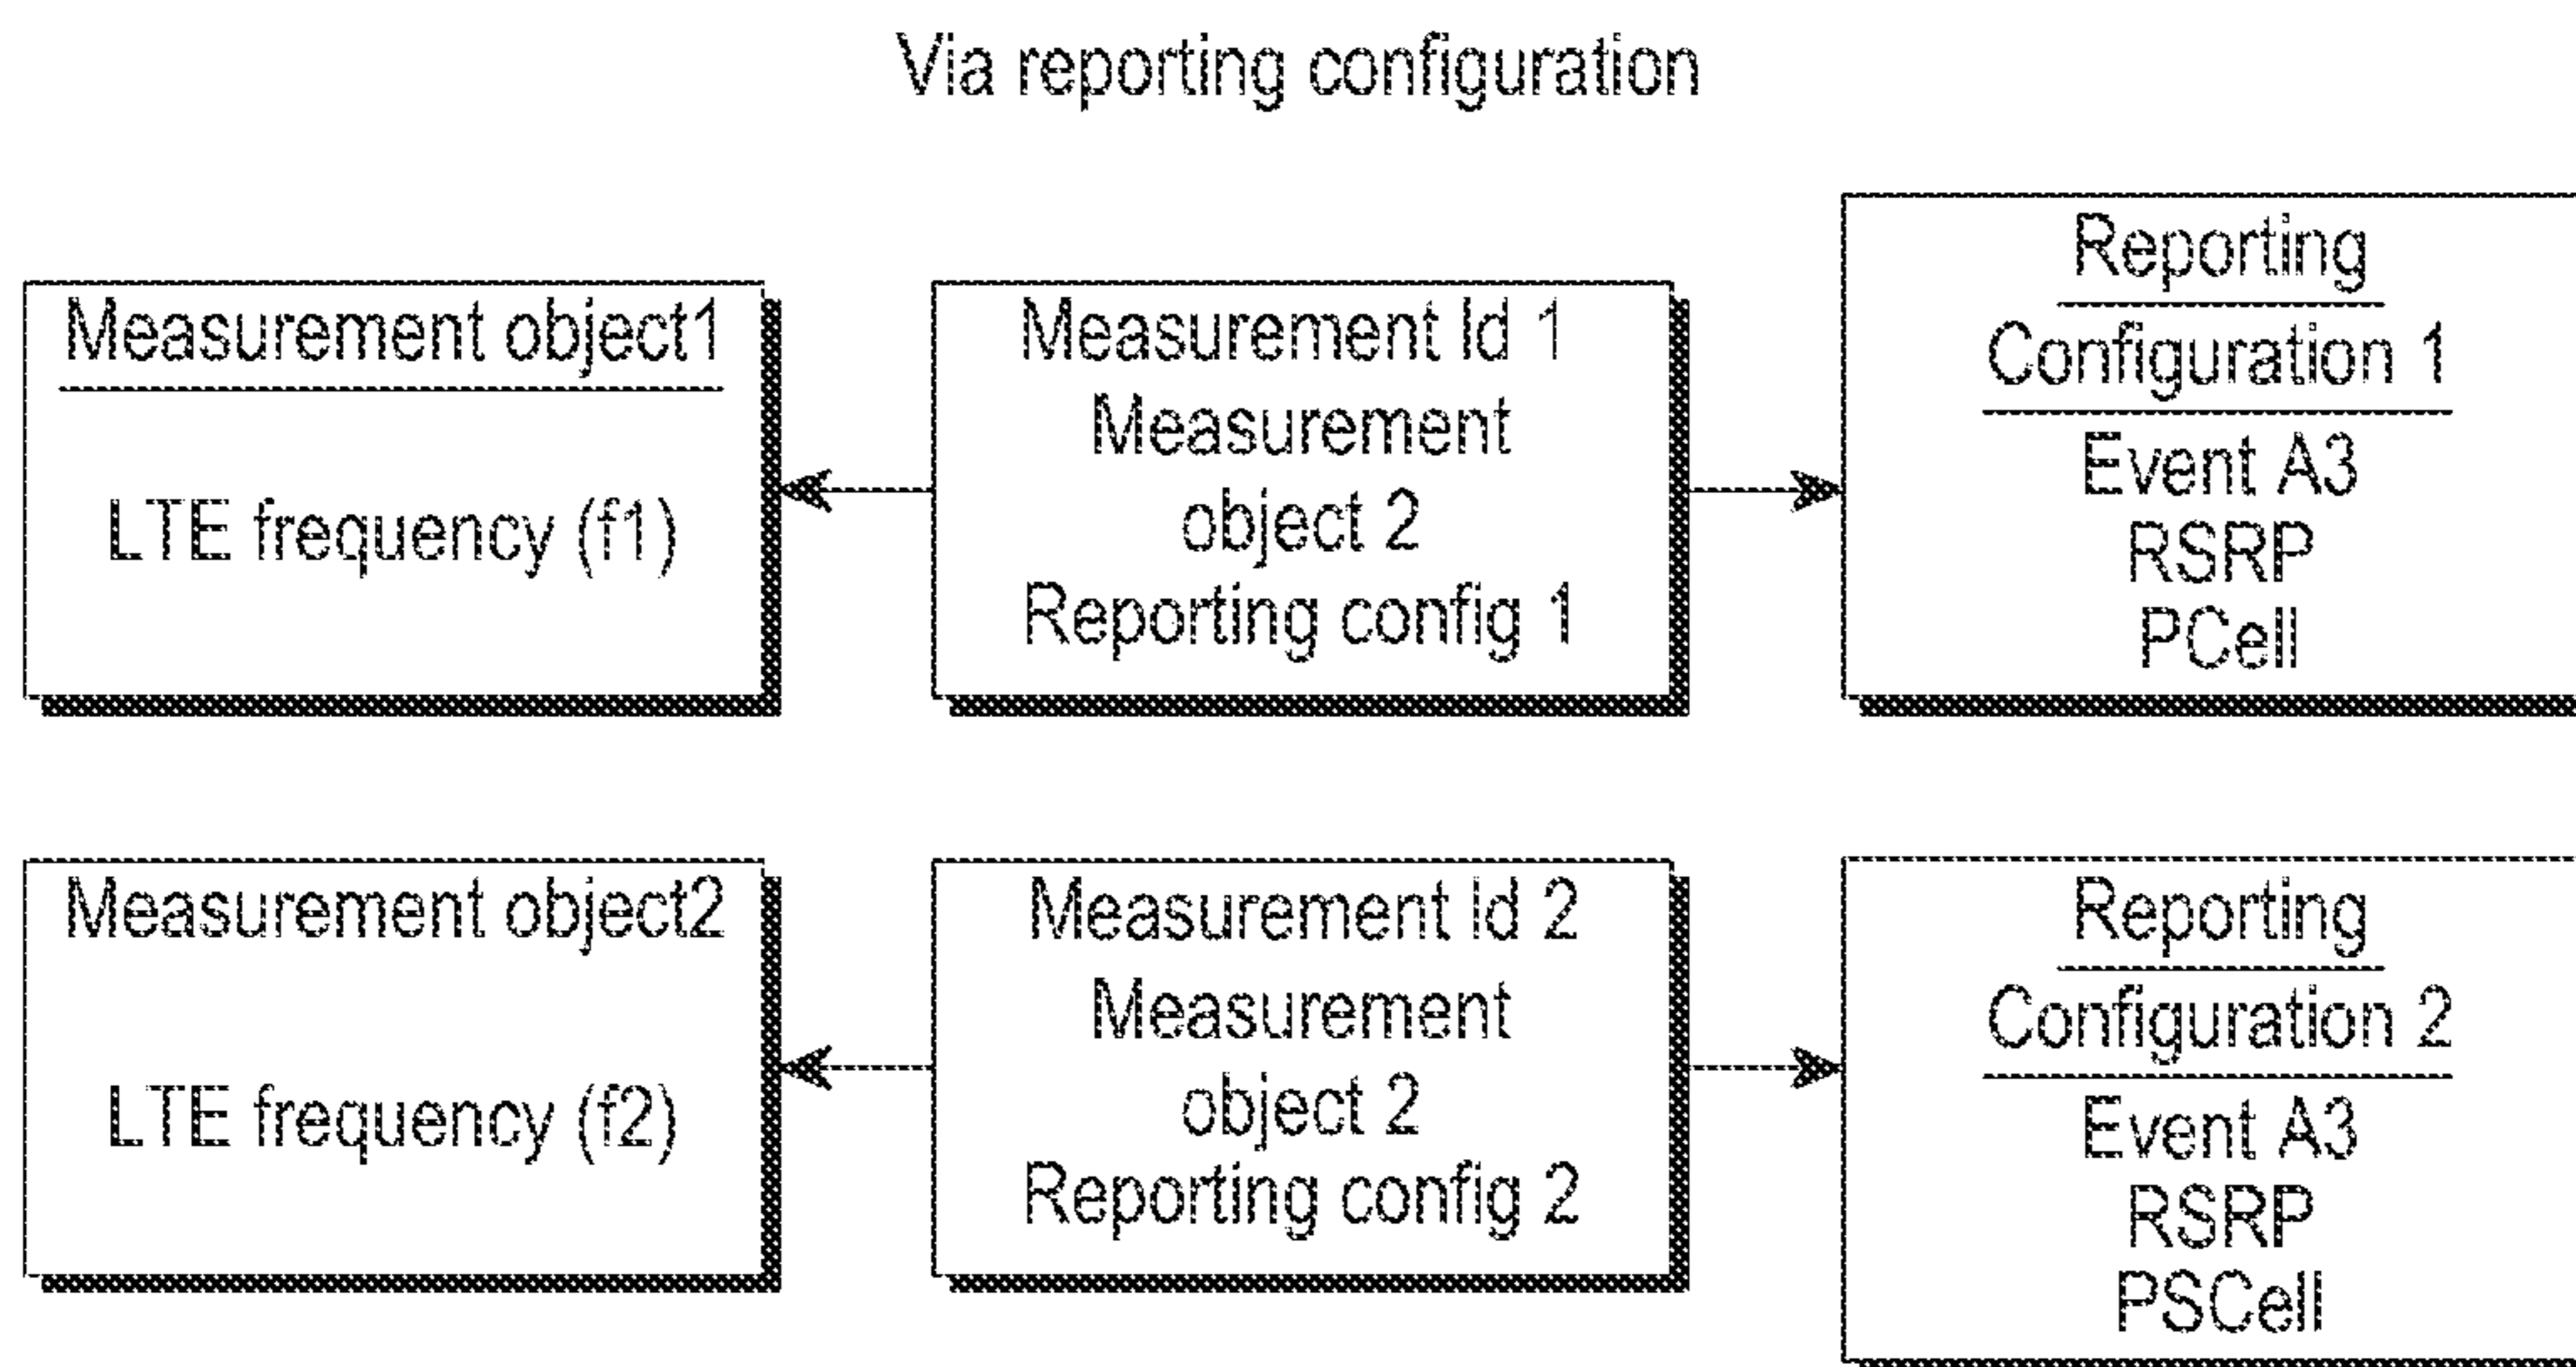 Via reporting configuration
Measurement object1
LTE frequency (f1)
Measurement Id 1
Measurement
object 2
Reporting config 1
Reporting
Configuration 1
Event A3
RSRP
PCell
Measurement object2
LTE frequency (f2)
Measurement Id 2
Measurement
object 2
Reporting config 2
Reporting
Configuration 2
Event A3
RSRP
PSCell